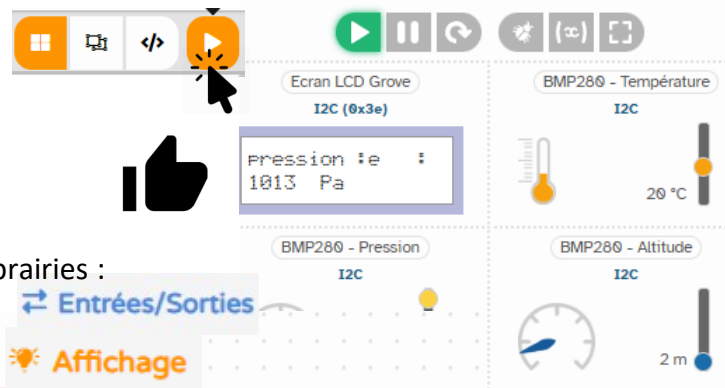 </>
(x)
Ecran LCD Grove
I2C (0x3e)
pression :e :
1013 Pa
BMP280 - Température
I2C
20 °C
BMP280 - Pression
I2C
BMP280 - Altitude
I2C
2 m
brairies :
Entrées/Sorties
Affichage